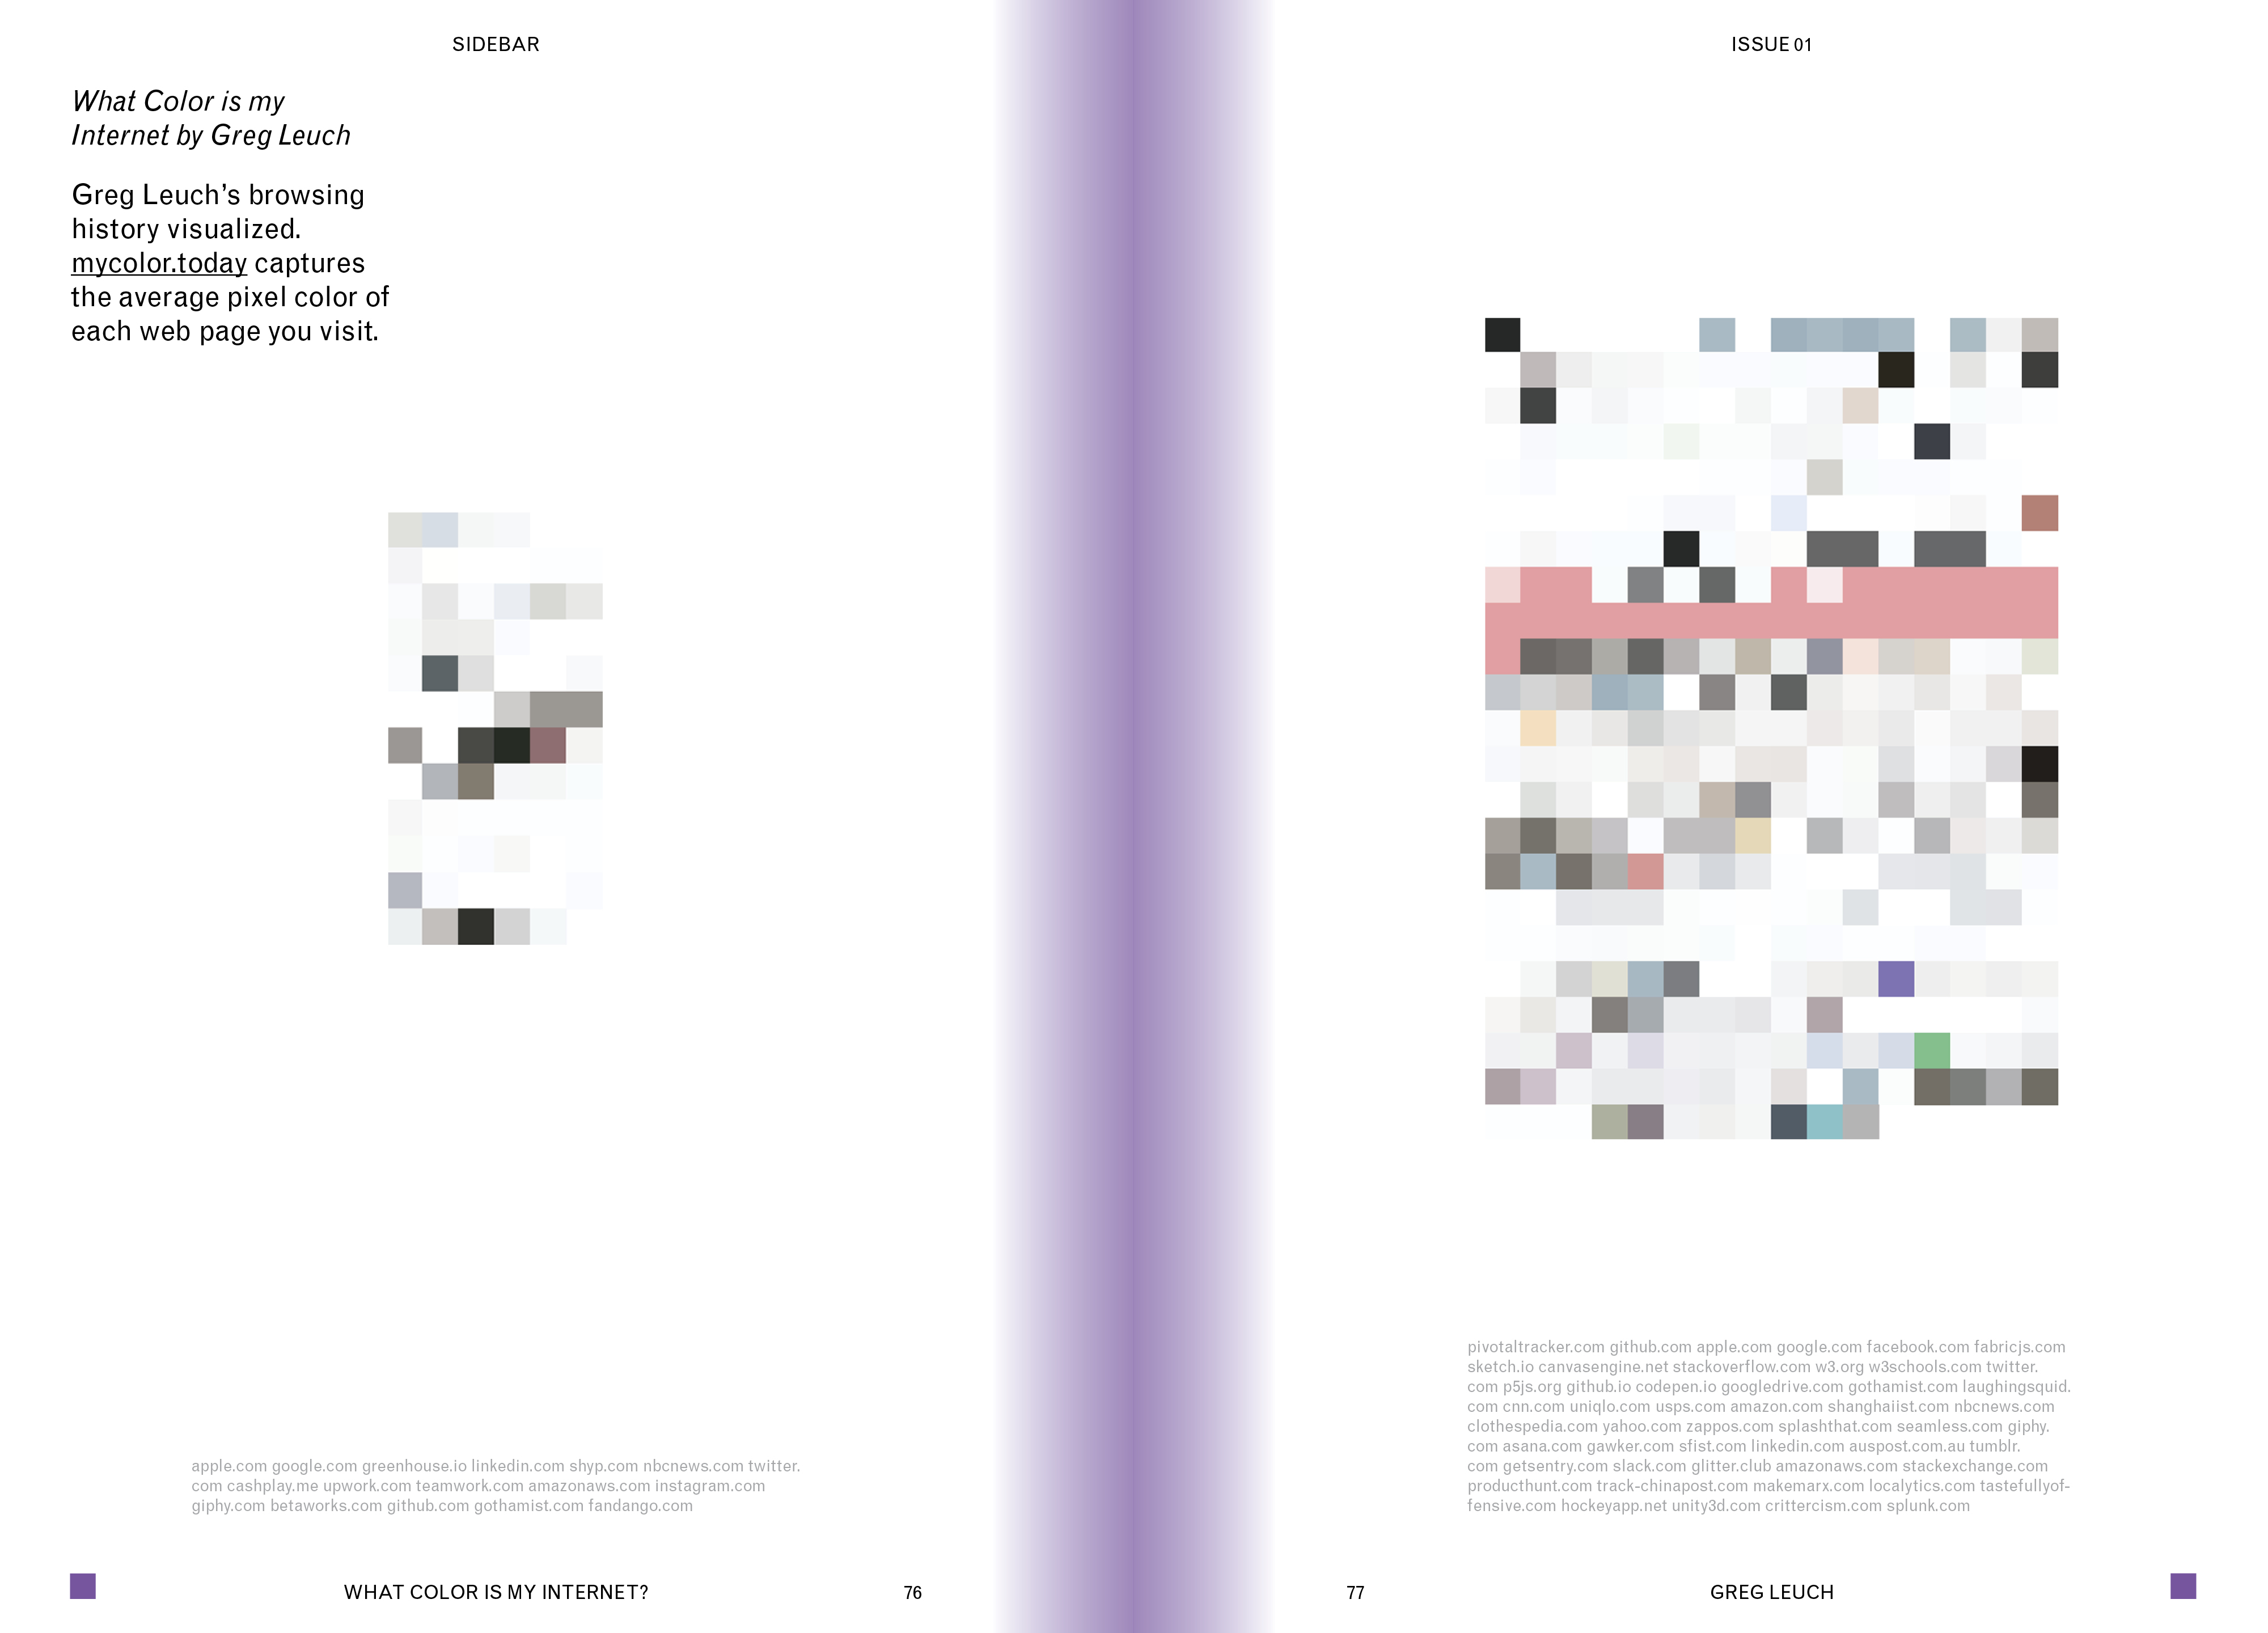 SIDEBAR
What Color is my
Internet by Greg Leuch
Greg Leuch’s browsing
history visualized.
mycolor.today captures
the average pixel color of
each web page you visit.
apple.com google.com greenhouse.io linkedin.com shyp.com nbcnews.com twitter.
com cashplay.me upwork.com teamwork.com amazonaws.com instagram.com
giphy.com betaworks.com github.com gothamist.com fandango.com
WHAT COLOR IS MY INTERNET?
76
ISSUE 01
pivotaltracker.com github.com apple.com google.com facebook.com fabricjs.com
sketch.io canvasengine.net stackoverflow.com w3.org w3schools.com twitter.
com p5js.org github.io codepen.io googledrive.com gothamist.com laughingsquid.
com cnn.com uniqlo.com usps.com amazon.com shanghaiist.com nbcnews.com
clothespedia.com yahoo.com zappos.com splashthat.com seamless.com giphy.
com asana.com gawker.com sfist.com linkedin.com auspost.com.au tumblr.
com getsentry.com slack.com glitter.club amazonaws.com stackexchange.com
producthunt.com track-chinapost.com makemarx.com localytics.com tastefullyof-
fensive.com hockeyapp.net unity3d.com crittercism.com splunk.com
77
GREG LEUCH